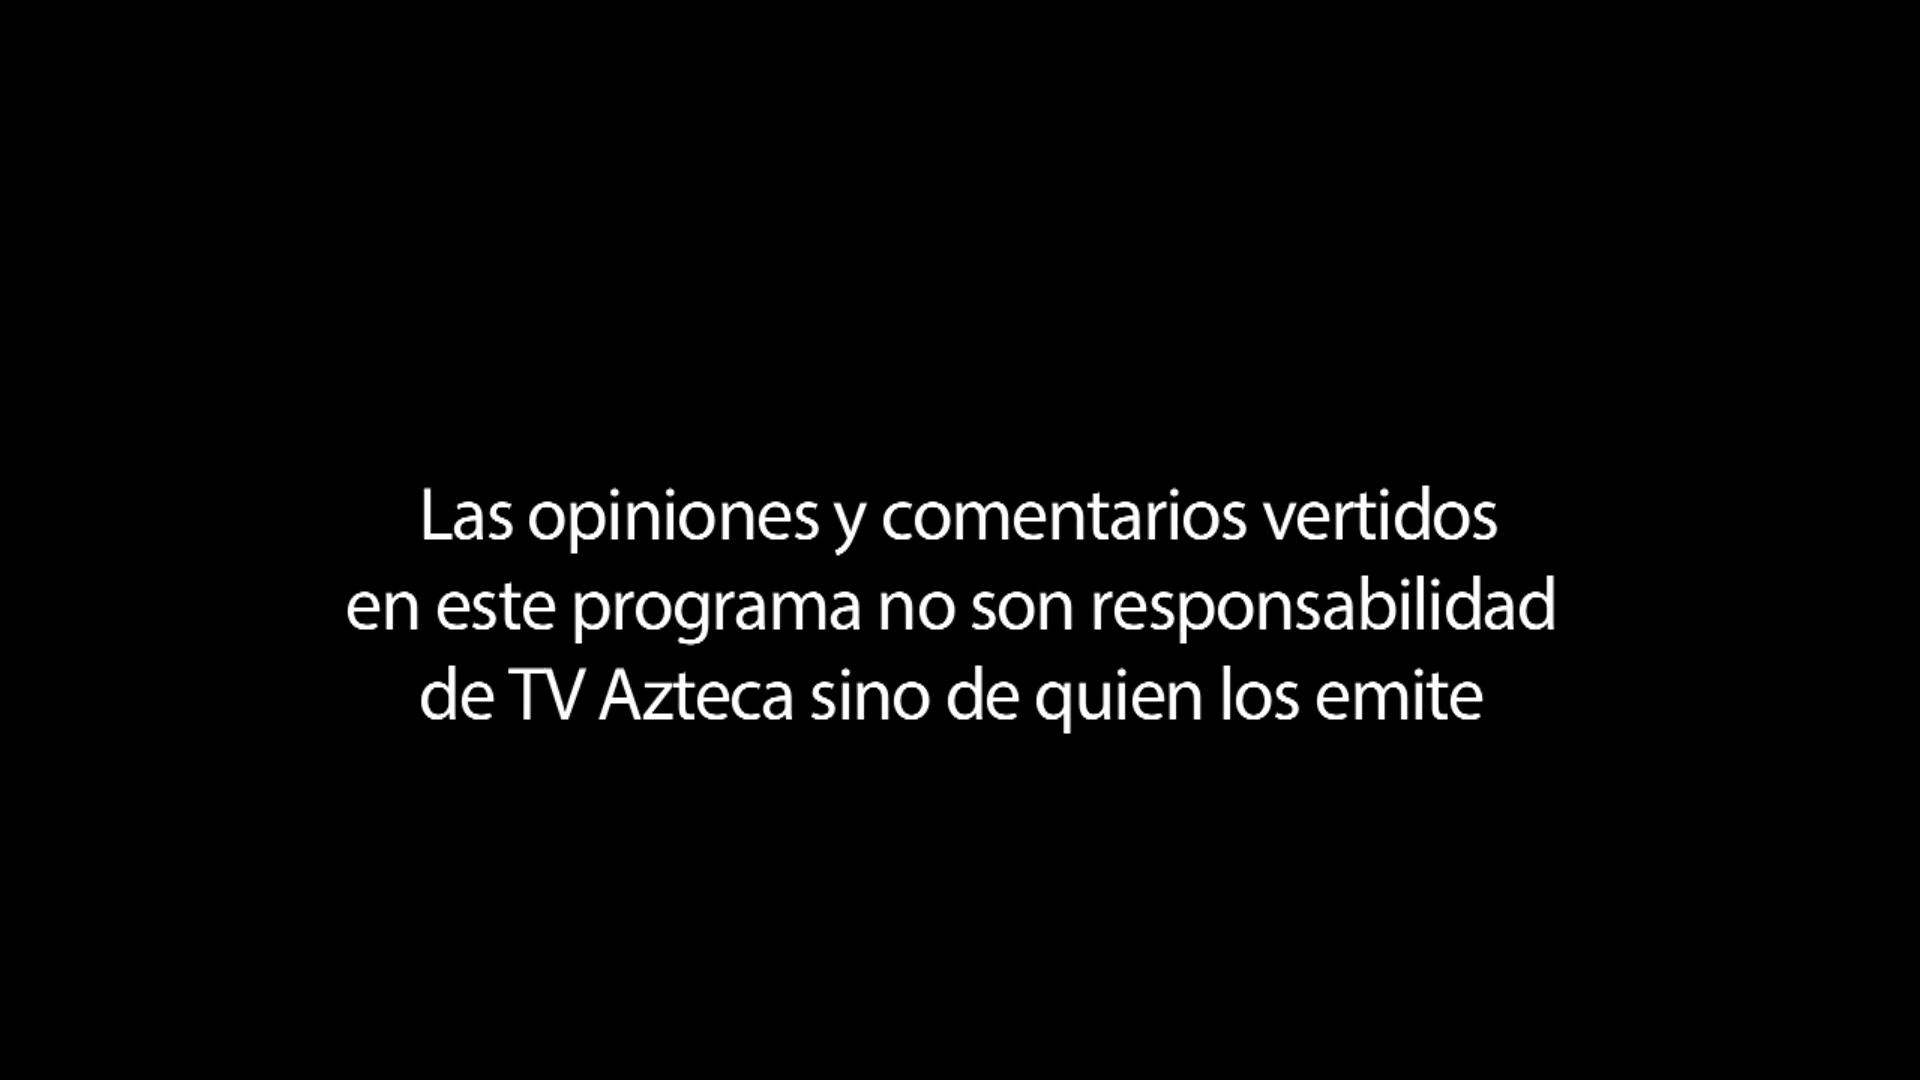 Las opiniones y comentarios vertidos
en este programa no son responsabilidad
de TV Azteca sino de quien los emite